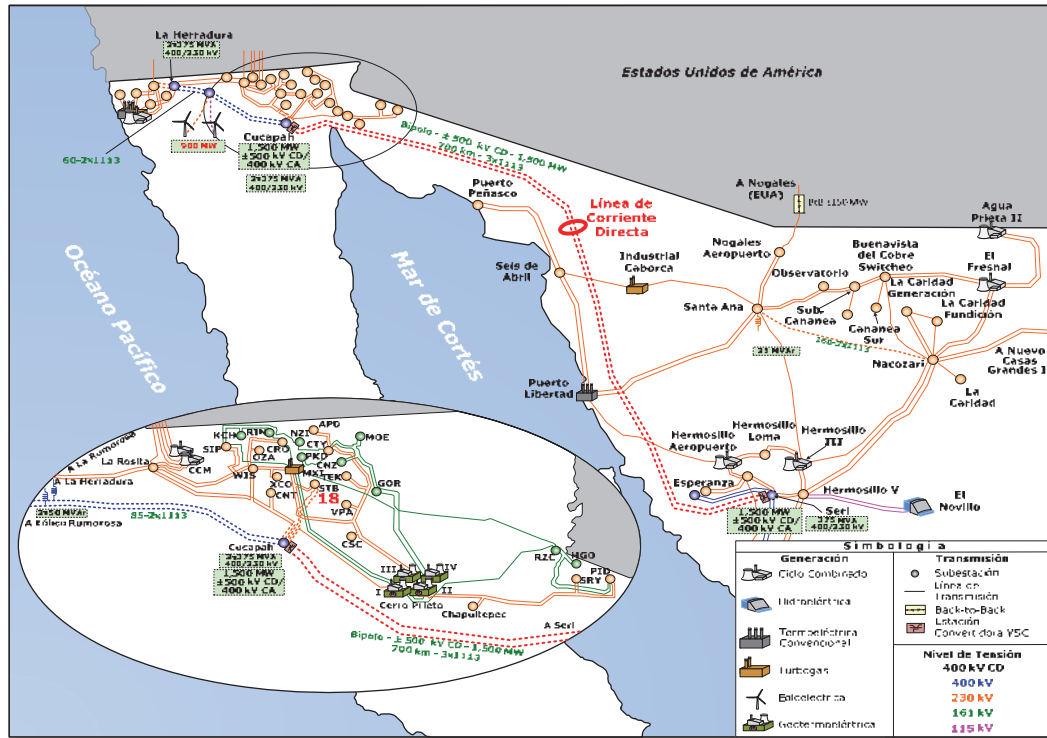 La Herradura
2x375 MVA
400/230 kV
Estados Unidos de América
60-2x1113
900 MW
Cucapah
1,500 MW
±500 kV CD/
400 kV CA
2x375 MVA
400/230 kV
Bipolo - ± 500 kV CD - 1,500 MW
700 km - 3x1113
Océano Pacífico
Mar de Cortés
Puerto
Peñasco
Línea de
Corriente
Directa
A Nogales
(EUA)
BtB ±150 MW
Agua
Prieta II
Seis de
Abril
Industrial
Caborca
Nogales
Aeropuerto
Observatorio
Buenavista
del Cobre
Switcheo
El
Fresnal
La Caridad
Generación
La Caridad
Fundición
Santa Ana
Sub.
Cananea
Cananea
Sur
Nacozari
A Nuevo
Casas
Grandes I
La
Caridad
Puerto
Libertad
Hermosillo
Aeropuerto
Hermosillo
Loma
Hermosillo
III
Esperanza
Hermosillo V
Seri
El
Novillo
1,500 MW
±500 kV CD/
400 kV CA
375 MVA
400/230 kV
A La Rumorosa
A La Herradura
La Rosita
SIP
KCH
RTN
NZI
APD
CTY
MOE
CCM
WIS
OZA
CRO
PKD
CNZ
MXI
TEK
XCO
CNT
STB
18
GOR
VPA
CSC
A Eólico Rumorosa
85-2x1113
Cucapah
2x375 MVA
400/230 kV
1,500 MW
±500 kV CD/
400 kV CA
III
IV
I
II
Cerro Prieto
Chapultepec
RZC
HGO
PID
SRY
A Seri
Bipolo - ± 500 kV CD - 1,500 MW
700 km - 3x1113
Simbología
Generación
Ciclo Combinado
Hidroeléctrica
Termoeléctrica
Convencional
Turbogas
Eoloeléctrica
Geotermoeléctrica
Transmisión
Subestación
Línea de
Transmisión
Back-to-Back
Estación
Convertidora VSC
Nivel de Tensión
400 kV CD
400 kV
230 kV
161 kV
115 kV